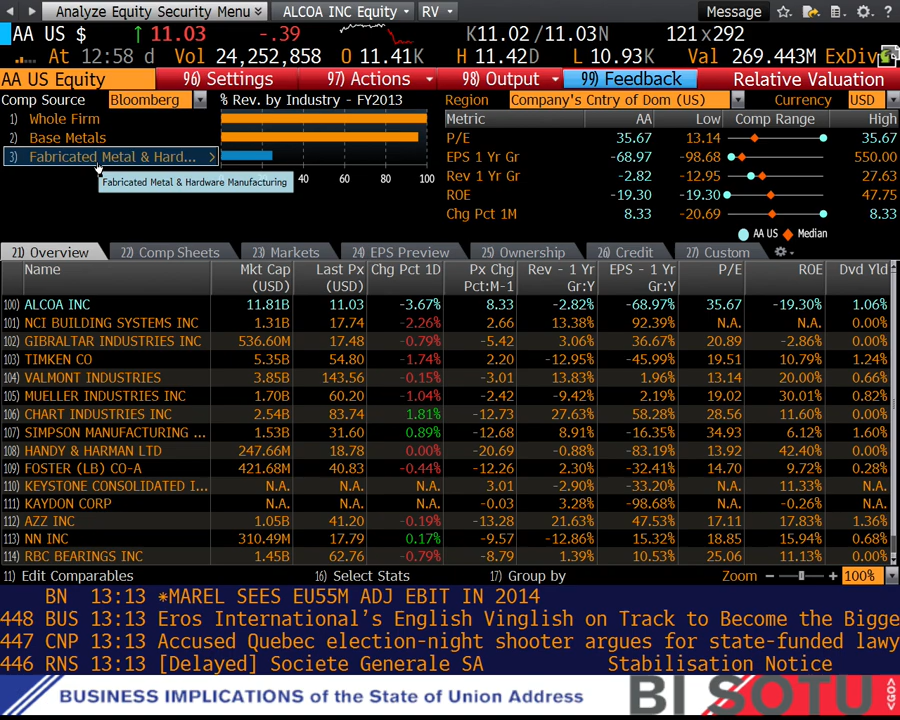 Analyze Equity Security Menu ALCOA INC Equity RV Message ?
AA US $ ↑ 11.03 -.39 K11.02 / 11.03N 121 x 292
At 12:58 d Vol 24,252,858 O 11.41K H 11.42D L 10.93K Val 269.443M ExDiv
AA US Equity 96) Settings 97) Actions 98) Output 99) Feedback Relative Valuation
Comp Source Bloomberg % Rev. by Industry - FY2013 Region Company's Cntry of Dom (US) Currency USD
1) Whole Firm
2) Base Metals
3) Fabricated Metal & Hard... >
Fabricated Metal & Hardware Manufacturing
40 60 80 100
Metric AA Low Comp Range High
P/E 35.67 13.14 35.67
EPS 1 Yr Gr -68.97 -98.68 550.00
Rev 1 Yr Gr -2.82 -12.95 27.63
ROE -19.30 -19.30 47.75
Chg Pct 1M 8.33 -20.69 8.33
AA US Median
21) Overview 22) Comp Sheets 23) Markets 24) EPS Preview 25) Ownership 26) Credit 27) Custom
Name Mkt Cap Last Px Chg Pct 1D Px Chg Rev - 1 Yr EPS - 1 Yr P/E ROE Dvd Yld
(USD) (USD) Pct:M-1 Gr:Y Gr:Y
100) ALCOA INC 11.81B 11.03 -3.67% 8.33 -2.82% -68.97% 35.67 -19.30% 1.06%
101) NCI BUILDING SYSTEMS INC 1.31B 17.74 -2.26% 2.66 13.38% 92.39% N.A. N.A. 0.00%
102) GIBRALTAR INDUSTRIES INC 536.60M 17.48 -0.79% -5.42 3.06% 36.67% 20.89 -2.86% 0.00%
103) TIMKEN CO 5.35B 54.80 -1.74% 2.20 -12.95% -45.99% 19.51 10.79% 1.24%
104) VALMONT INDUSTRIES 3.85B 143.56 -0.15% -3.01 13.83% 1.96% 13.14 20.00% 0.66%
105) MUELLER INDUSTRIES INC 1.70B 60.20 -1.04% -2.42 -9.42% 2.19% 19.02 30.01% 0.82%
106) CHART INDUSTRIES INC 2.54B 83.74 1.81% -12.73 27.63% 58.28% 28.56 11.60% 0.00%
107) SIMPSON MANUFACTURING ... 1.53B 31.60 0.89% -12.68 8.91% -16.35% 34.93 6.12% 1.60%
108) HANDY & HARMAN LTD 247.66M 18.78 0.00% -20.69 -0.88% -83.19% 13.92 42.40% 0.00%
109) FOSTER (LB) CO-A 421.68M 40.83 -0.44% -12.26 2.30% -32.41% 14.70 9.72% 0.28%
110) KEYSTONE CONSOLIDATED I... N.A. N.A. N.A. 3.01 -2.90% -33.20% N.A. 11.33% 0.00%
111) KAYDON CORP N.A. N.A. N.A. -0.03 3.28% -98.68% N.A. -0.26% 0.00%
112) AZZ INC 1.05B 41.20 -0.19% -13.28 21.63% 47.53% 17.11 17.83% 1.36%
113) NN INC 310.49M 17.79 0.17% -9.57 -12.86% 15.32% 18.85 15.94% 0.68%
114) RBC BEARINGS INC 1.45B 62.76 -0.79% -8.79 1.39% 10.53% 25.06 11.13% 0.00%
11) Edit Comparables 16) Select Stats 17) Group by Zoom - + 100%
BN 13:13 *MAREL SEES EU55M ADJ EBIT IN 2014
448 BUS 13:13 Eros International's English Vinglish on Track to Become the Bigge
447 CNP 13:13 Accused Quebec election-night shooter argues for state-funded lawy
446 RNS 13:13 [Delayed] Societe Generale SA Stabilisation Notice
BUSINESS IMPLICATIONS of the State of Union Address BI SOTU <GO>